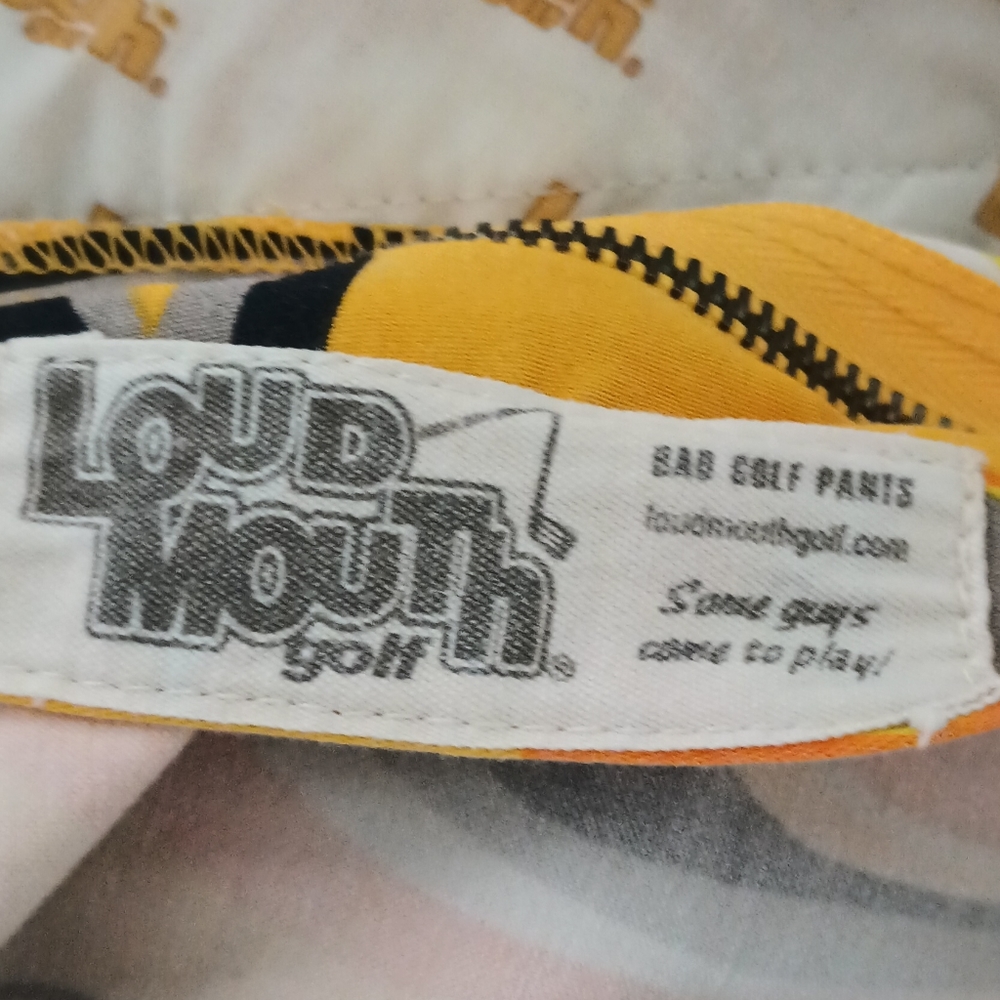 LOUD
MOUTH
golf®
BAD GOLF PANTS
loudmouthgolf.com
Some guys
come to play!